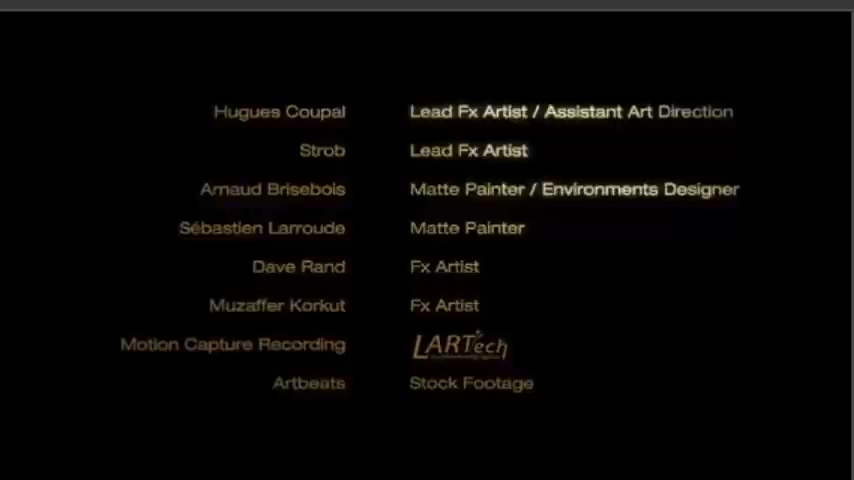 Hugues Coupal Lead Fx Artist / Assistant Art Direction
Strob Lead Fx Artist
Arnaud Brisebois Matte Painter / Environments Designer
Sébastien Larroude Matte Painter
Dave Rand Fx Artist
Muzaffer Korkut Fx Artist
Motion Capture Recording LARTech
Artbeats Stock Footage